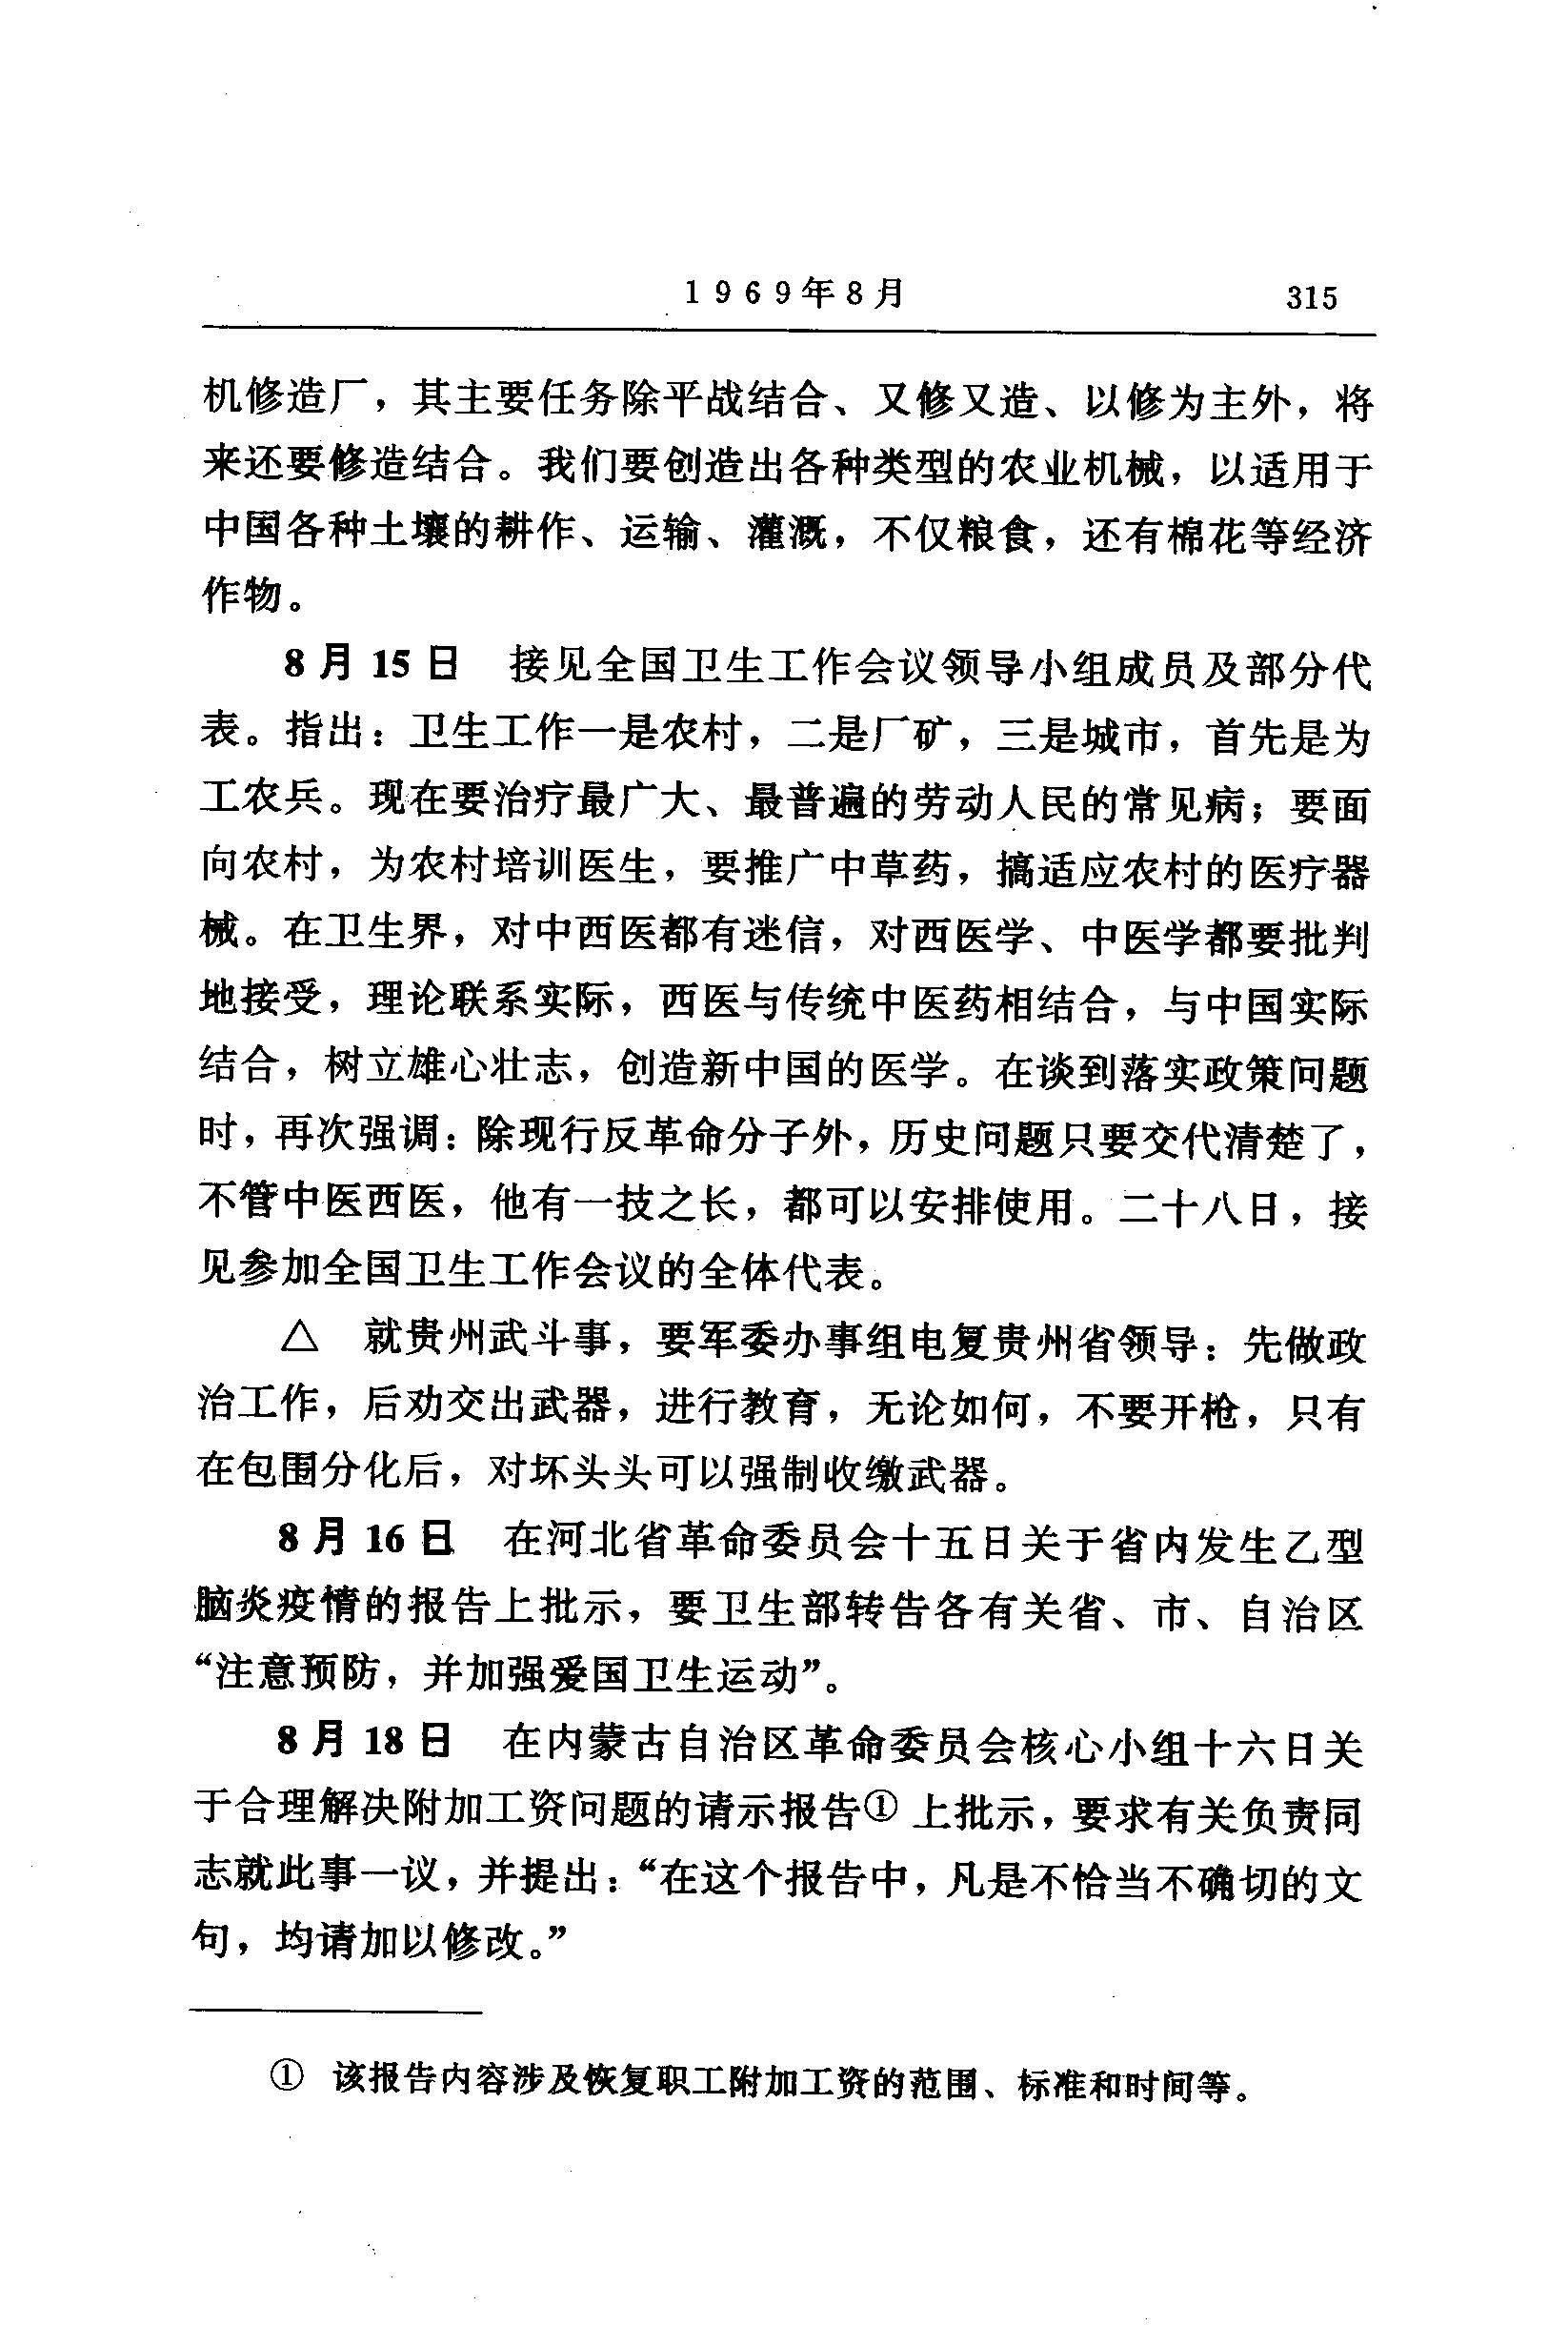 1969年8月 315
机修造厂，其主要任务除平战结合、又修又造、以修为主外，将
来还要修造结合。我们要创造出各种类型的农业机械，以适用于
中国各种土壤的耕作、运输、灌溉，不仅粮食，还有棉花等经济
作物。
8月15日 接见全国卫生工作会议领导小组成员及部分代
表。指出：卫生工作一是农村，二是厂矿，三是城市，首先是为
工农兵。现在要治疗最广大、最普遍的劳动人民的常见病；要面
向农村，为农村培训医生，要推广中草药，搞适应农村的医疗器
械。在卫生界，对中西医都有迷信，对西医学、中医学都要批判
地接受，理论联系实际，西医与传统中医药相结合，与中国实际
结合，树立雄心壮志，创造新中国的医学。在谈到落实政策问题
时，再次强调：除现行反革命分子外，历史问题只要交代清楚了，
不管中医西医，他有一技之长，都可以安排使用。二十八日，接
见参加全国卫生工作会议的全体代表。
△ 就贵州武斗事，要军委办事组电复贵州省领导：先做政
治工作，后劝交出武器，进行教育，无论如何，不要开枪，只有
在包围分化后，对坏头头可以强制收缴武器。
8月16日 在河北省革命委员会十五日关于省内发生乙型
脑炎疫情的报告上批示，要卫生部转告各有关省、市、自治区
“注意预防，并加强爱国卫生运动”。
8月18日 在内蒙古自治区革命委员会核心小组十六日关
于合理解决附加工资问题的请示报告①上批示，要求有关负责同
志就此事一议，并提出：“在这个报告中，凡是不恰当不确切的文
句，均请加以修改。”
① 该报告内容涉及恢复职工附加工资的范围、标准和时间等。